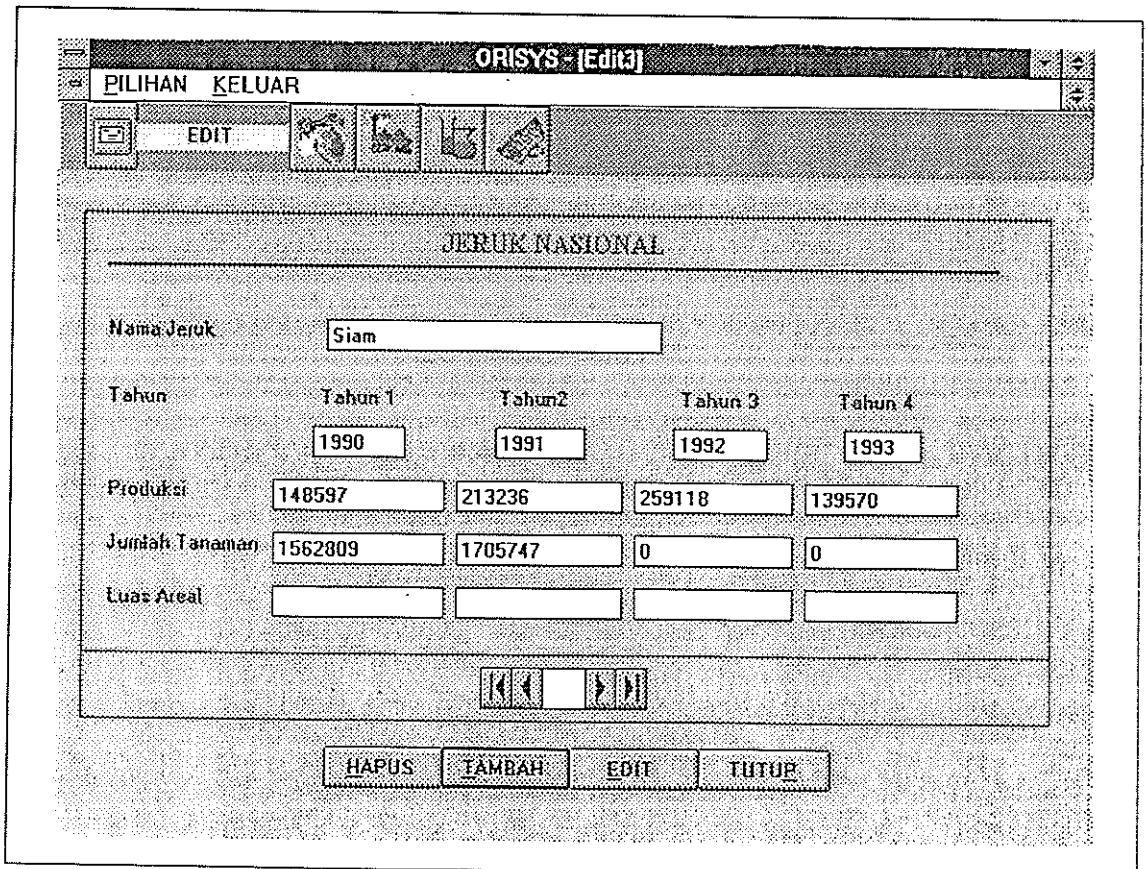 ORISYS - [Edit3]
PILIHAN KELUAR
EDIT
JERUK NASIONAL
Nama Jeruk Siam
Tahun Tahun 1 Tahun2 Tahun 3 Tahun 4
1990 1991 1992 1993
Produksi 148597 213236 259118 139570
Jumlah Tanaman 1562809 1705747 0 0
Luas Areal
HAPUS TAMBAH EDIT TUTUP